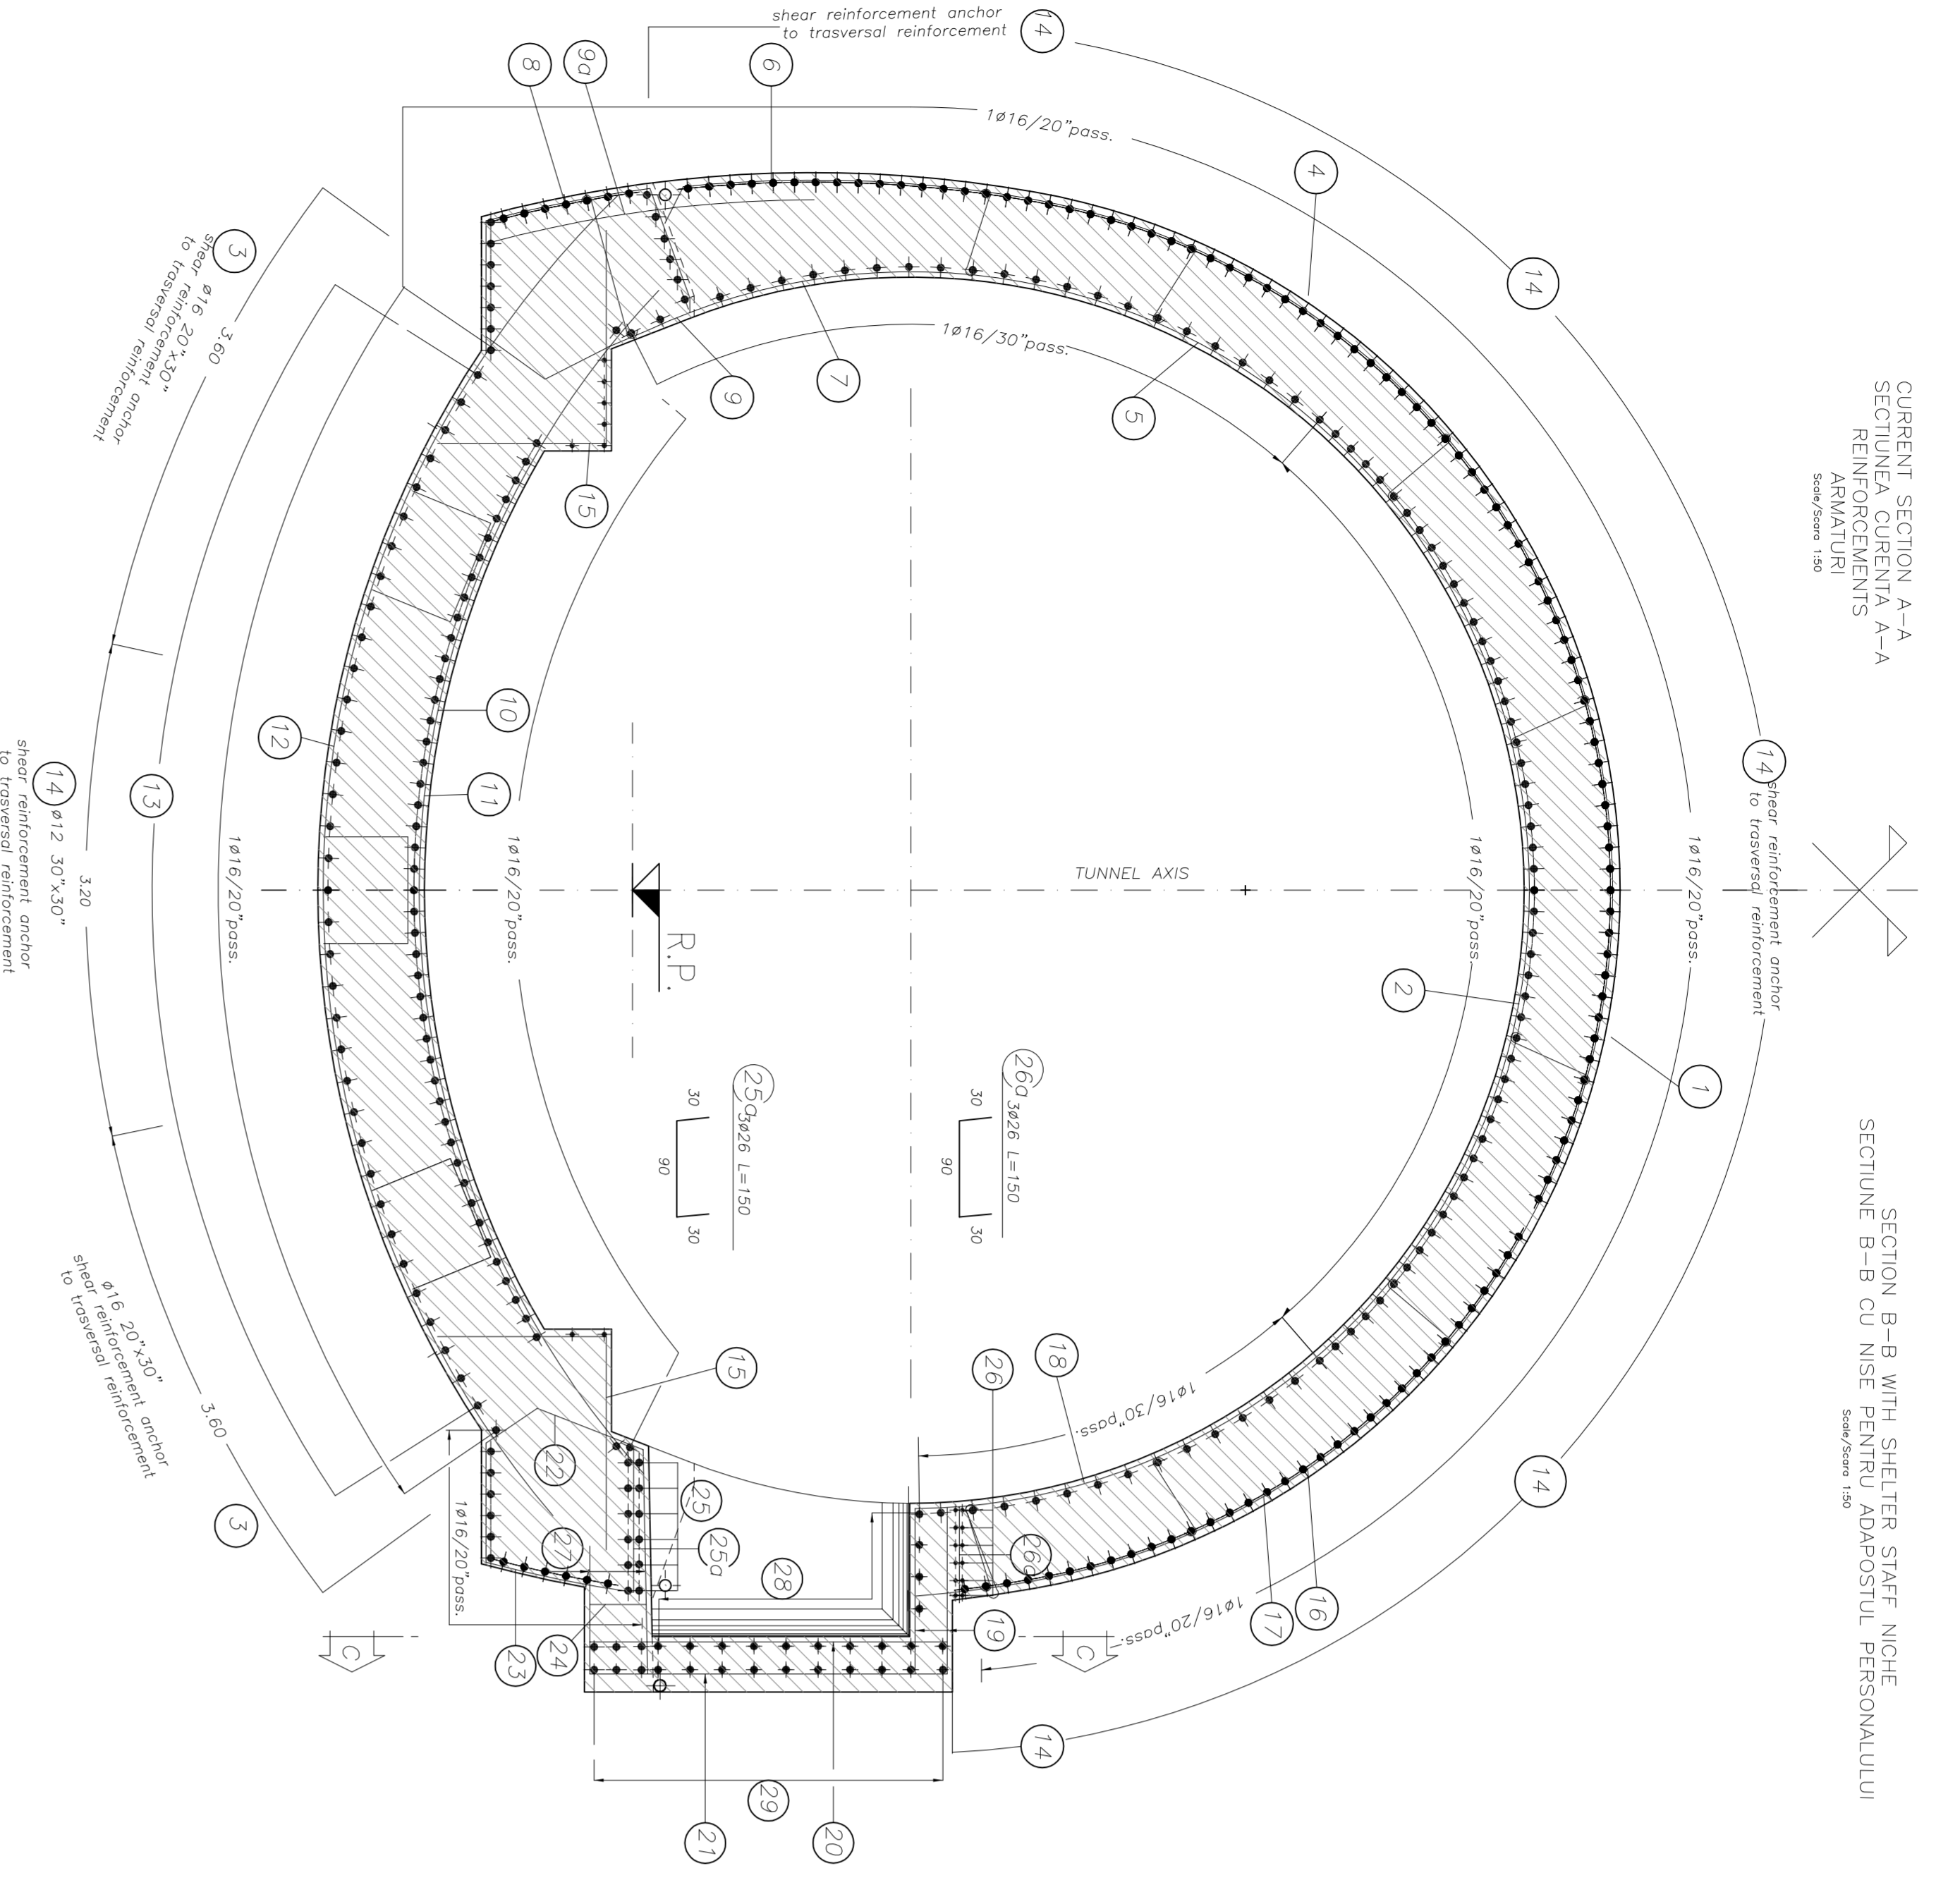 CURRENT SECTION A-A
SECTIUNEA CURENTA A-A
REINFORCEMENTS
ARMATURI
Scale/Scara 1:50
SECTION B-B WITH SHELTER STAFF NICHE
SECTIUNE B-B CU NISE PENTRU ADAPOSTUL PERSONALULUI
Scale/Scara 1:50
shear reinforcement anchor
to trasversal reinforcement
14
8
9a
6
1ø16/20"pass.
4
14
14
shear reinforcement anchor
to trasversal reinforcement
1ø16/20"pass.
1
3
ø16 20"x30"
shear reinforcement anchor
to trasversal reinforcement
3.60
1ø16/30"pass.
7
9
5
15
10
11
12
13
14 ø12 30"x30"
shear reinforcement anchor
to trasversal reinforcement
3.20
1ø16/20"pass.
1ø16/20"pass.
TUNNEL AXIS
1ø16/20"pass.
R.P.
2
26a 3ø26 L=150
30
90
30
25a 3ø26 L=150
30
90
30
ø16 20"x30"
shear reinforcement anchor
to trasversal reinforcement
3.60
3
15
22
25
25a
27
28
1ø16/20"pass.
23
24
C
18
26
26a
1ø16/30"pass.
19
C
1ø16/20"pass.
17
16
14
14
29
21
20